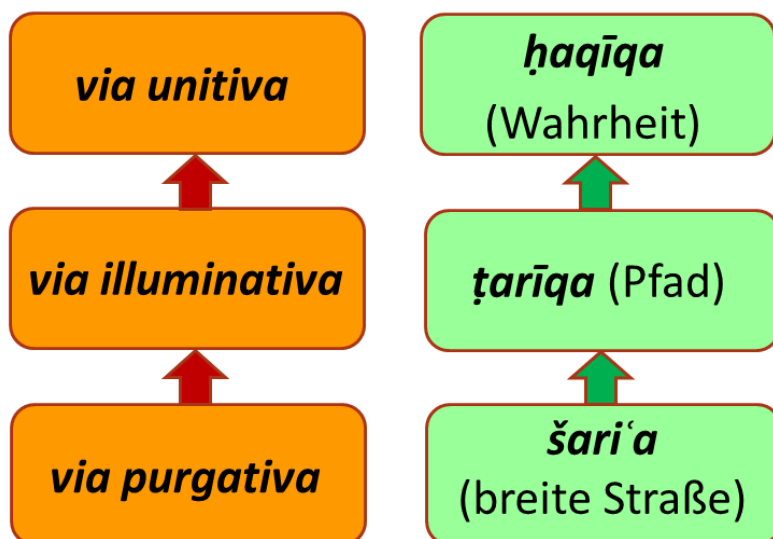 via unitiva
via illuminativa
via purgativa
ḥaqīqa
(Wahrheit)
ṭarīqa (Pfad)
šariʿa
(breite Straße)